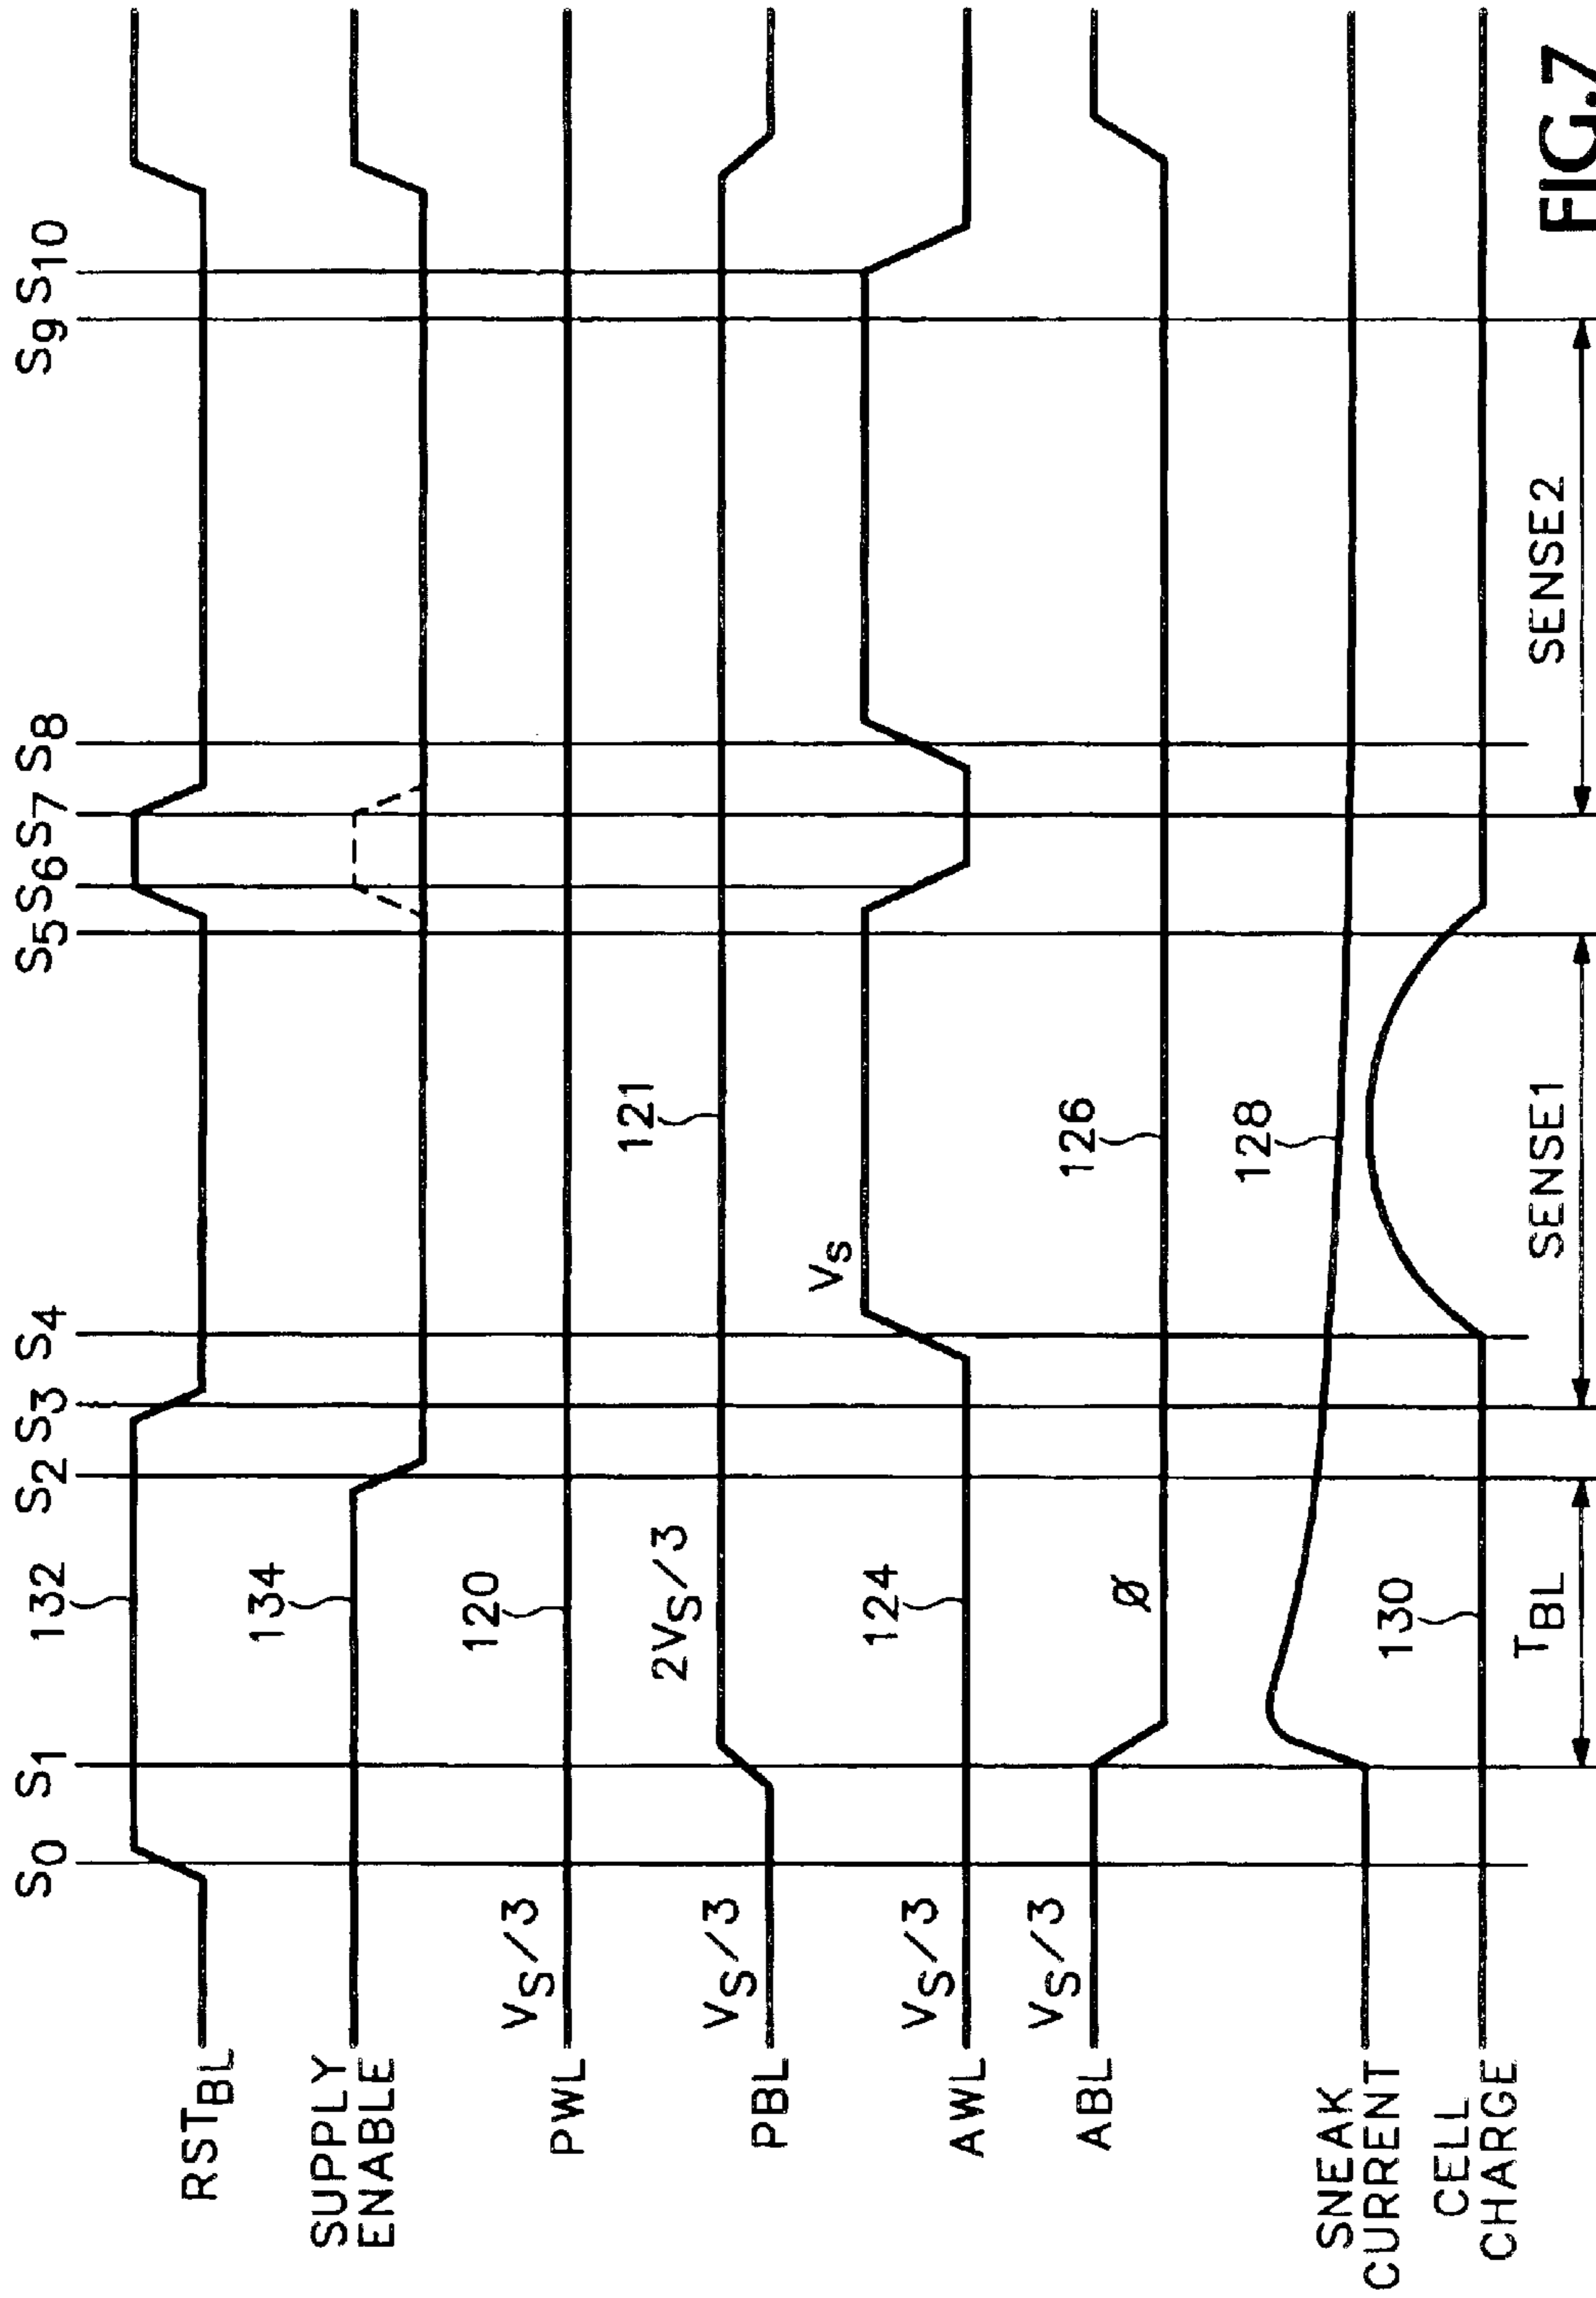 S0 S1 S2 S3 S4 S5 S6 S7 S8 S9 S10
RSTBL 132
SUPPLY
ENABLE
134
PWL VS/3 120
PBL VS/3 2VS/3 121
AWL VS/3 124 VS
ABL VS/3 Ø 126
SNEAK
CURRENT
128
CELL
CHARGE
130
TBL SENSE1 SENSE2
FIG.7